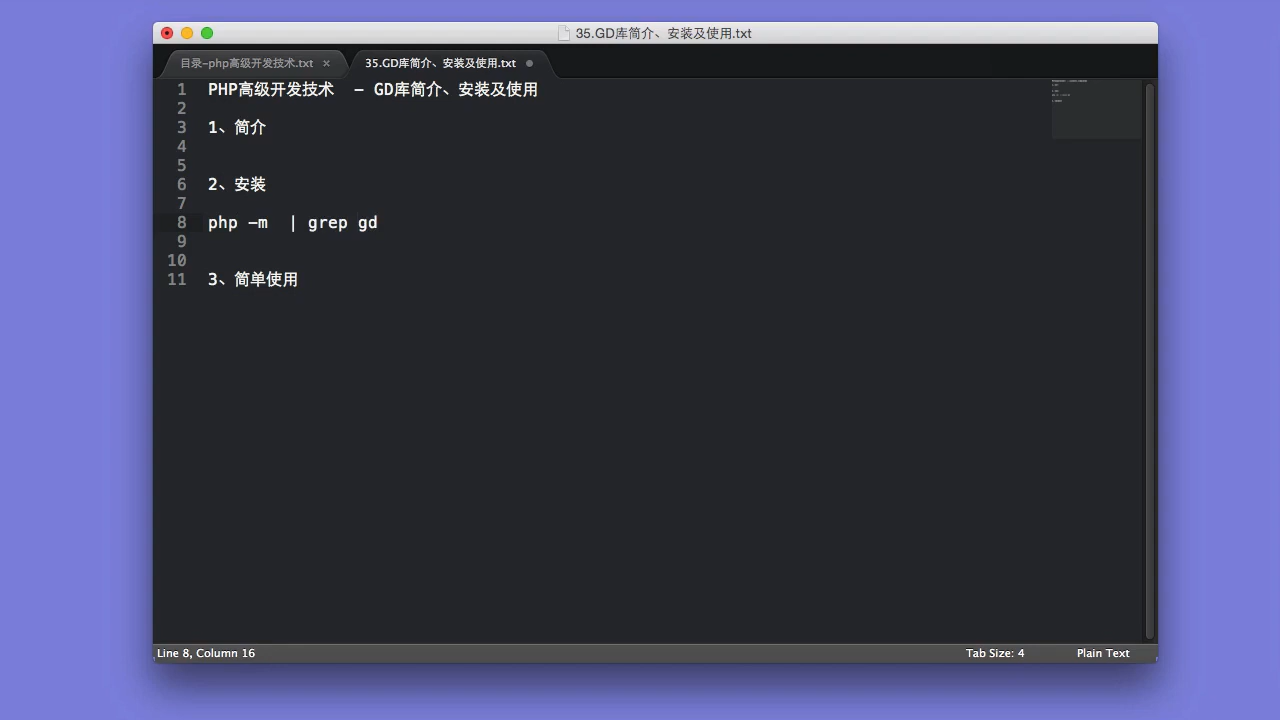 35.GD库简介、安装及使用.txt
目录-php高级开发技术.txt ×
35.GD库简介、安装及使用.txt
1 PHP高级开发技术  - GD库简介、安装及使用
2
3 1、简介
4
5
6 2、安装
7
8 php -m  | grep gd
9
10
11 3、简单使用
Line 8, Column 16
Tab Size: 4
Plain Text